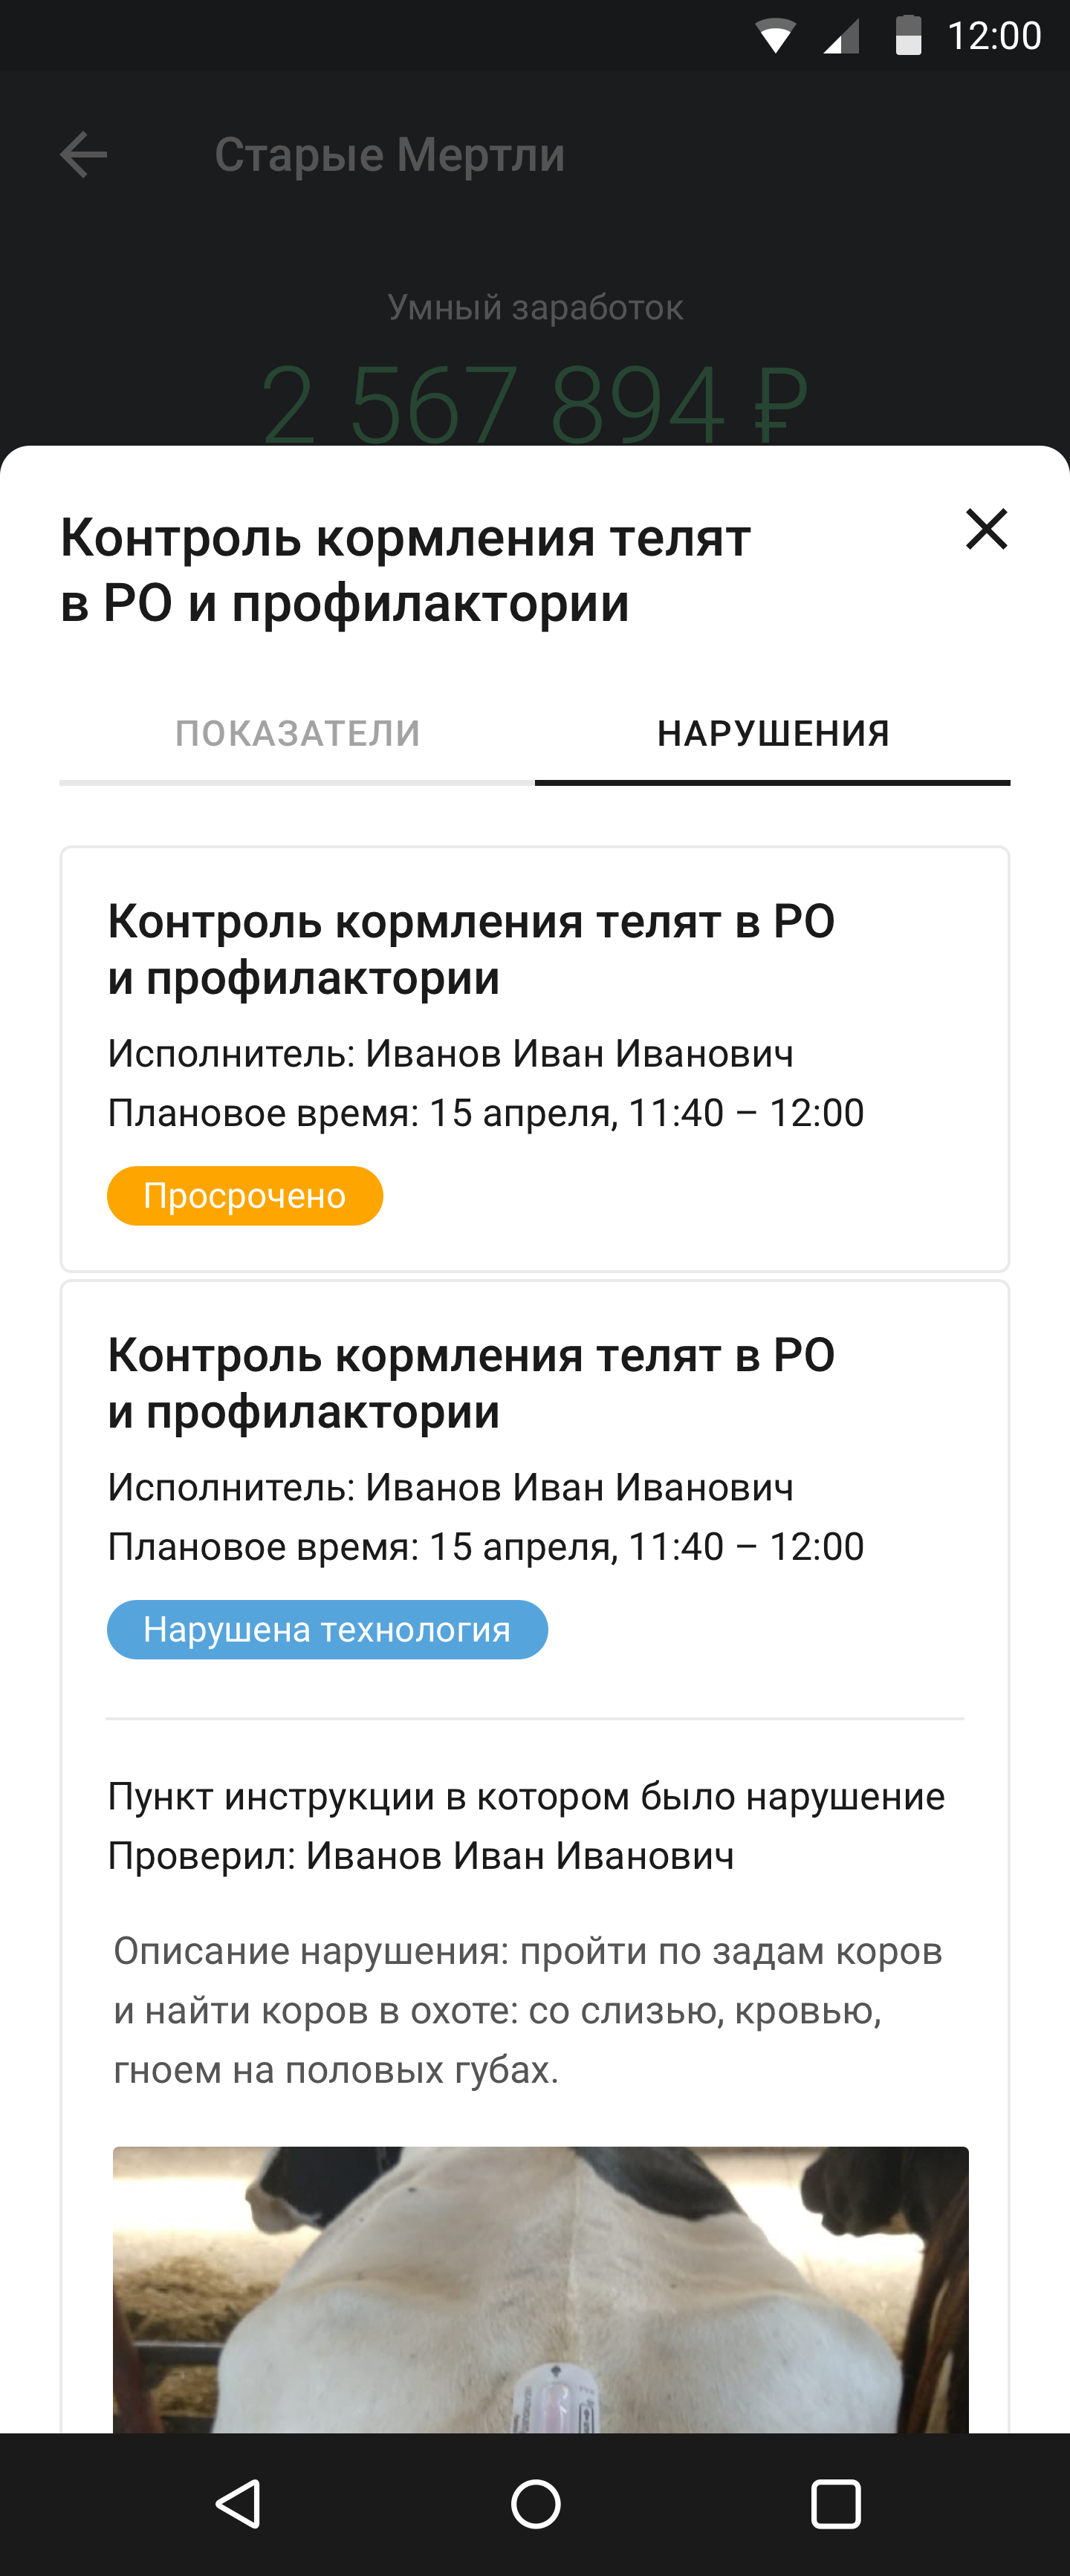 12:00
Старые Мертли
Умный заработок
2 567 894 ₽
Контроль кормления телят
в РО и профилактории
ПОКАЗАТЕЛИ
НАРУШЕНИЯ
Контроль кормления телят в РО
и профилактории
Исполнитель: Иванов Иван Иванович
Плановое время: 15 апреля, 11:40 – 12:00
Просрочено
Контроль кормления телят в РО
и профилактории
Исполнитель: Иванов Иван Иванович
Плановое время: 15 апреля, 11:40 – 12:00
Нарушена технология
Пункт инструкции в котором было нарушение
Проверил: Иванов Иван Иванович
Описание нарушения: пройти по задам коров
и найти коров в охоте: со слизью, кровью,
гноем на половых губах.